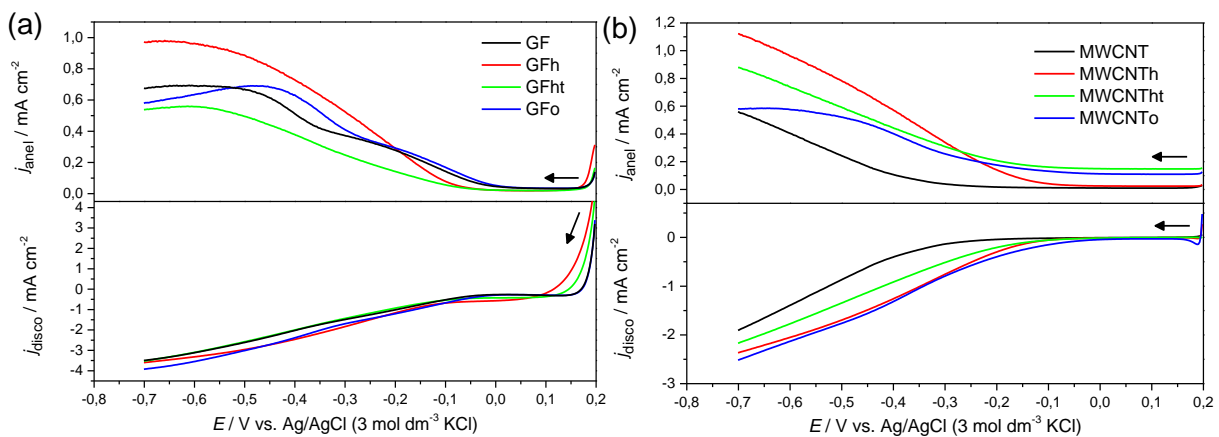 (a)
GF
GFh
GFht
GFo
j_anel / mA cm⁻²
1,0
0,8
0,6
0,4
0,2
0,0
j_disco / mA cm⁻²
4
3
2
1
0
-1
-2
-3
-4
-0,8 -0,7 -0,6 -0,5 -0,4 -0,3 -0,2 -0,1 0,0 0,1 0,2
E / V vs. Ag/AgCl (3 mol dm⁻³ KCl)
(b)
MWCNT
MWCNTh
MWCNTht
MWCNTo
j_anel / mA cm⁻²
1,2
1,0
0,8
0,6
0,4
0,2
0,0
j_disco / mA cm⁻²
0
-1
-2
-3
-0,8 -0,7 -0,6 -0,5 -0,4 -0,3 -0,2 -0,1 0,0 0,1 0,2
E / V vs. Ag/AgCl (3 mol dm⁻³ KCl)